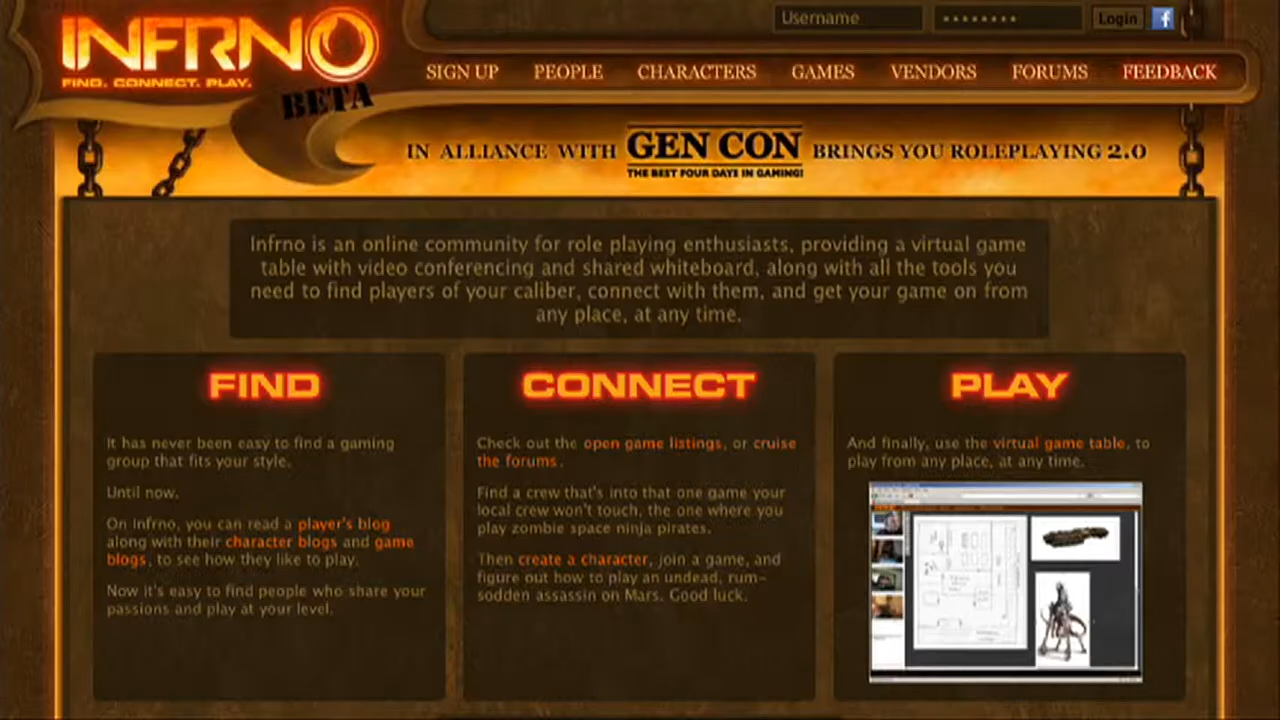 INFRNO
FIND. CONNECT. PLAY.
BETA
Username
Login
f
SIGN UP PEOPLE CHARACTERS GAMES VENDORS FORUMS FEEDBACK
IN ALLIANCE WITH GEN CON BRINGS YOU ROLEPLAYING 2.0
THE BEST FOUR DAYS IN GAMING!
Infrno is an online community for role playing enthusiasts, providing a virtual game
table with video conferencing and shared whiteboard, along with all the tools you
need to find players of your caliber, connect with them, and get your game on from
any place, at any time.
FIND
It has never been easy to find a gaming
group that fits your style.
Until now.
On Infrno, you can read a player's blog
along with their character blogs and game
blogs, to see how they like to play.
Now it's easy to find people who share your
passions and play at your level.
CONNECT
Check out the open game listings, or cruise
the forums.
Find a crew that's into that one game your
local crew won't touch, the one where you
play zombie space ninja pirates.
Then create a character, join a game, and
figure out how to play an undead, rum-
sodden assassin on Mars. Good luck.
PLAY
And finally, use the virtual game table, to
play from any place, at any time.